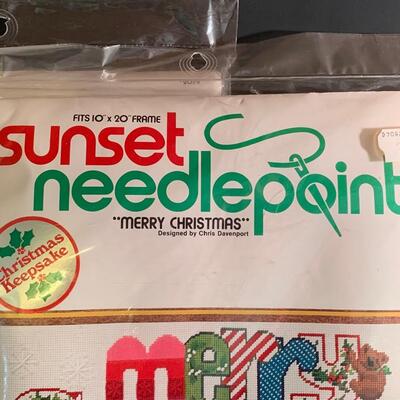 FITS 10" x 20" FRAME
sunset
needlepoint
"MERRY CHRISTMAS"
Designed by Chris Davenport
Christmas
Keepsake
merry